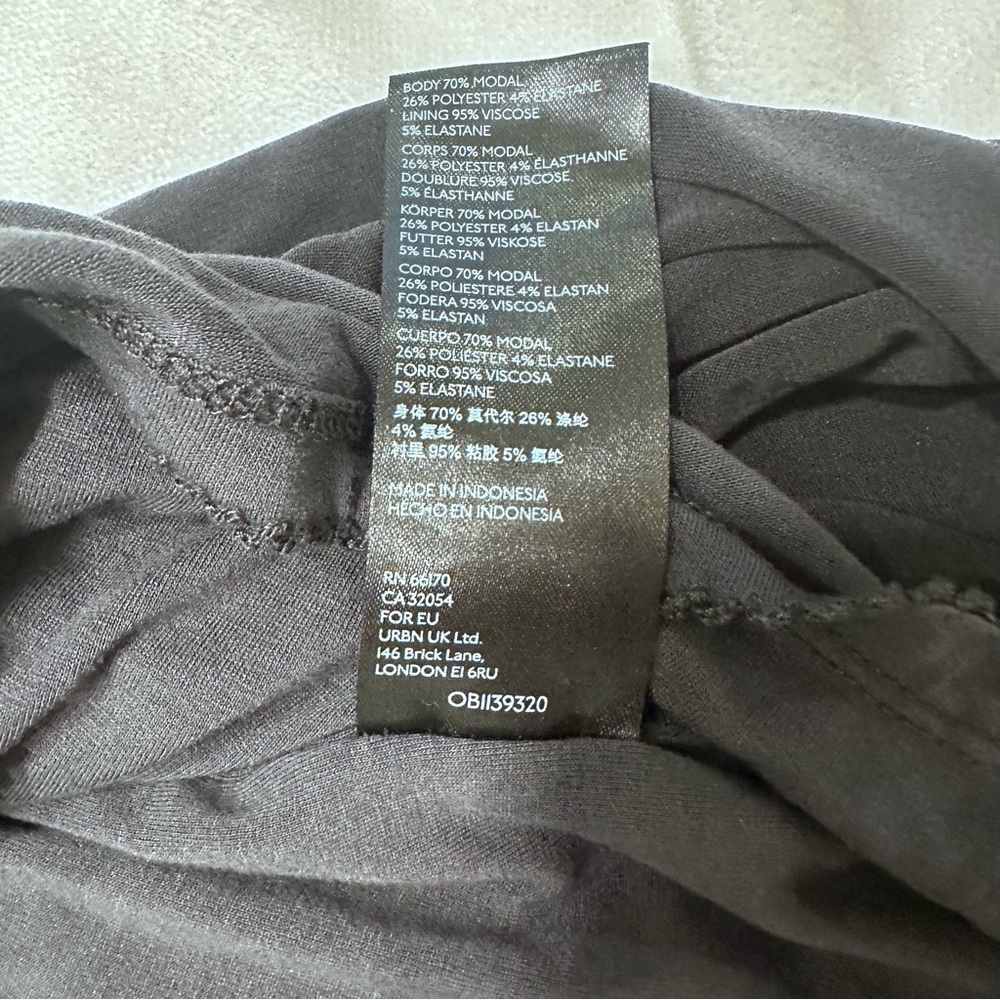 BODY 70% MODAL
26% POLYESTER 4% ELASTANE
LINING 95% VISCOSE
5% ELASTANE
CORPS 70% MODAL
26% POLYESTER 4% ÉLASTHANNE
DOUBLURE 95% VISCOSE
5% ÉLASTHANNE
KÖRPER 70% MODAL
26% POLYESTER 4% ELASTAN
FUTTER 95% VISKOSE
5% ELASTAN
CORPO 70% MODAL
26% POLIESTERE 4% ELASTAN
FODERA 95% VISCOSA
5% ELASTAN
CUERPO 70% MODAL
26% POLIÉSTER 4% ELASTANE
FORRO 95% VISCOSA
5% ELASTANE
身体 70% 莫代尔 26% 涤纶
4% 氨纶
衬里 95% 粘胶 5% 氨纶
MADE IN INDONESIA
HECHO EN INDONESIA
RN 66170
CA 32054
FOR EU
URBN UK Ltd.
146 Brick Lane,
LONDON E1 6RU
OB1139320